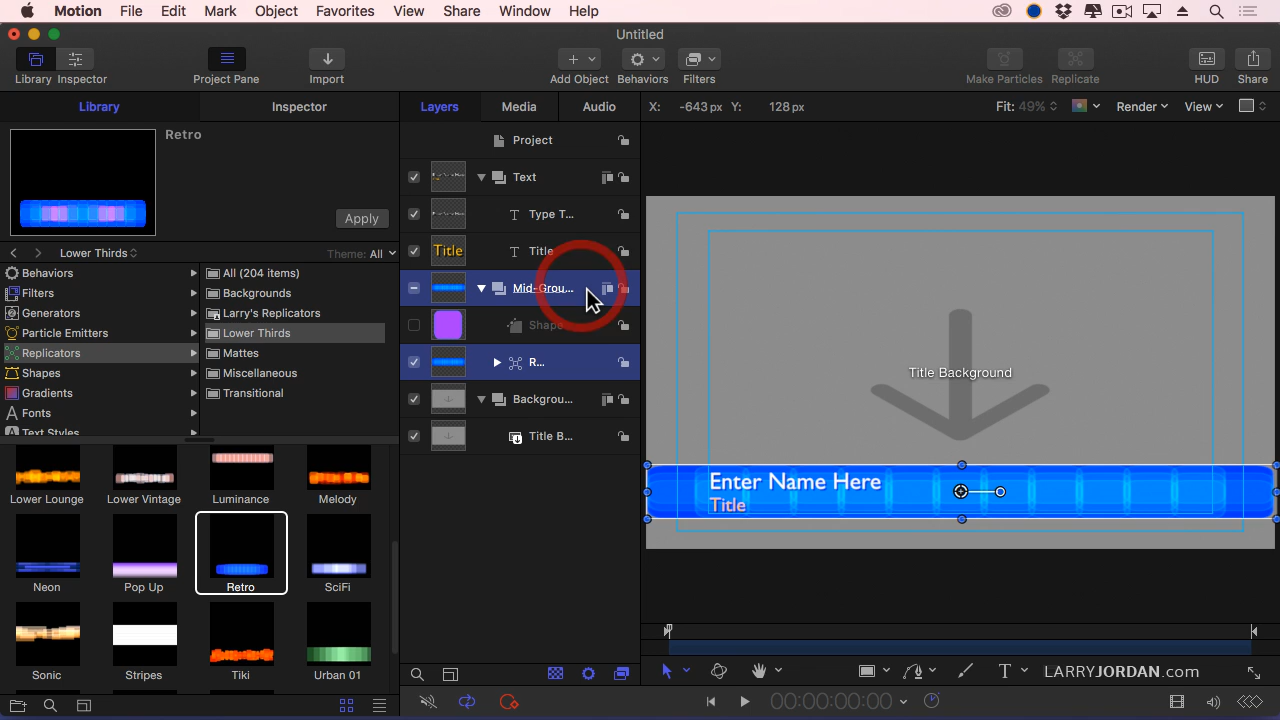 Motion File Edit Mark Object Favorites View Share Window Help
Untitled
Library Inspector Project Pane Import Add Object Behaviors Filters Make Particles Replicate HUD Share
Library Inspector Layers Media Audio X: -643 px Y: 128 px Fit: 49% Render View
Retro
Apply
Lower Thirds Theme: All
Behaviors
Filters
Generators
Particle Emitters
Replicators
Shapes
Gradients
Fonts
Text Styles
All (204 items)
Backgrounds
Larry's Replicators
Lower Thirds
Mattes
Miscellaneous
Transitional
Lower Lounge Lower Vintage Luminance Melody
Neon Pop Up Retro SciFi
Sonic Stripes Tiki Urban 01
Project
Text
Type T...
Title Title
Mid-Grou...
Shape
R...
Backgrou...
Title B...
Title Background
Enter Name Here
Title
T LARRYJORDAN.com
00:00:00:00